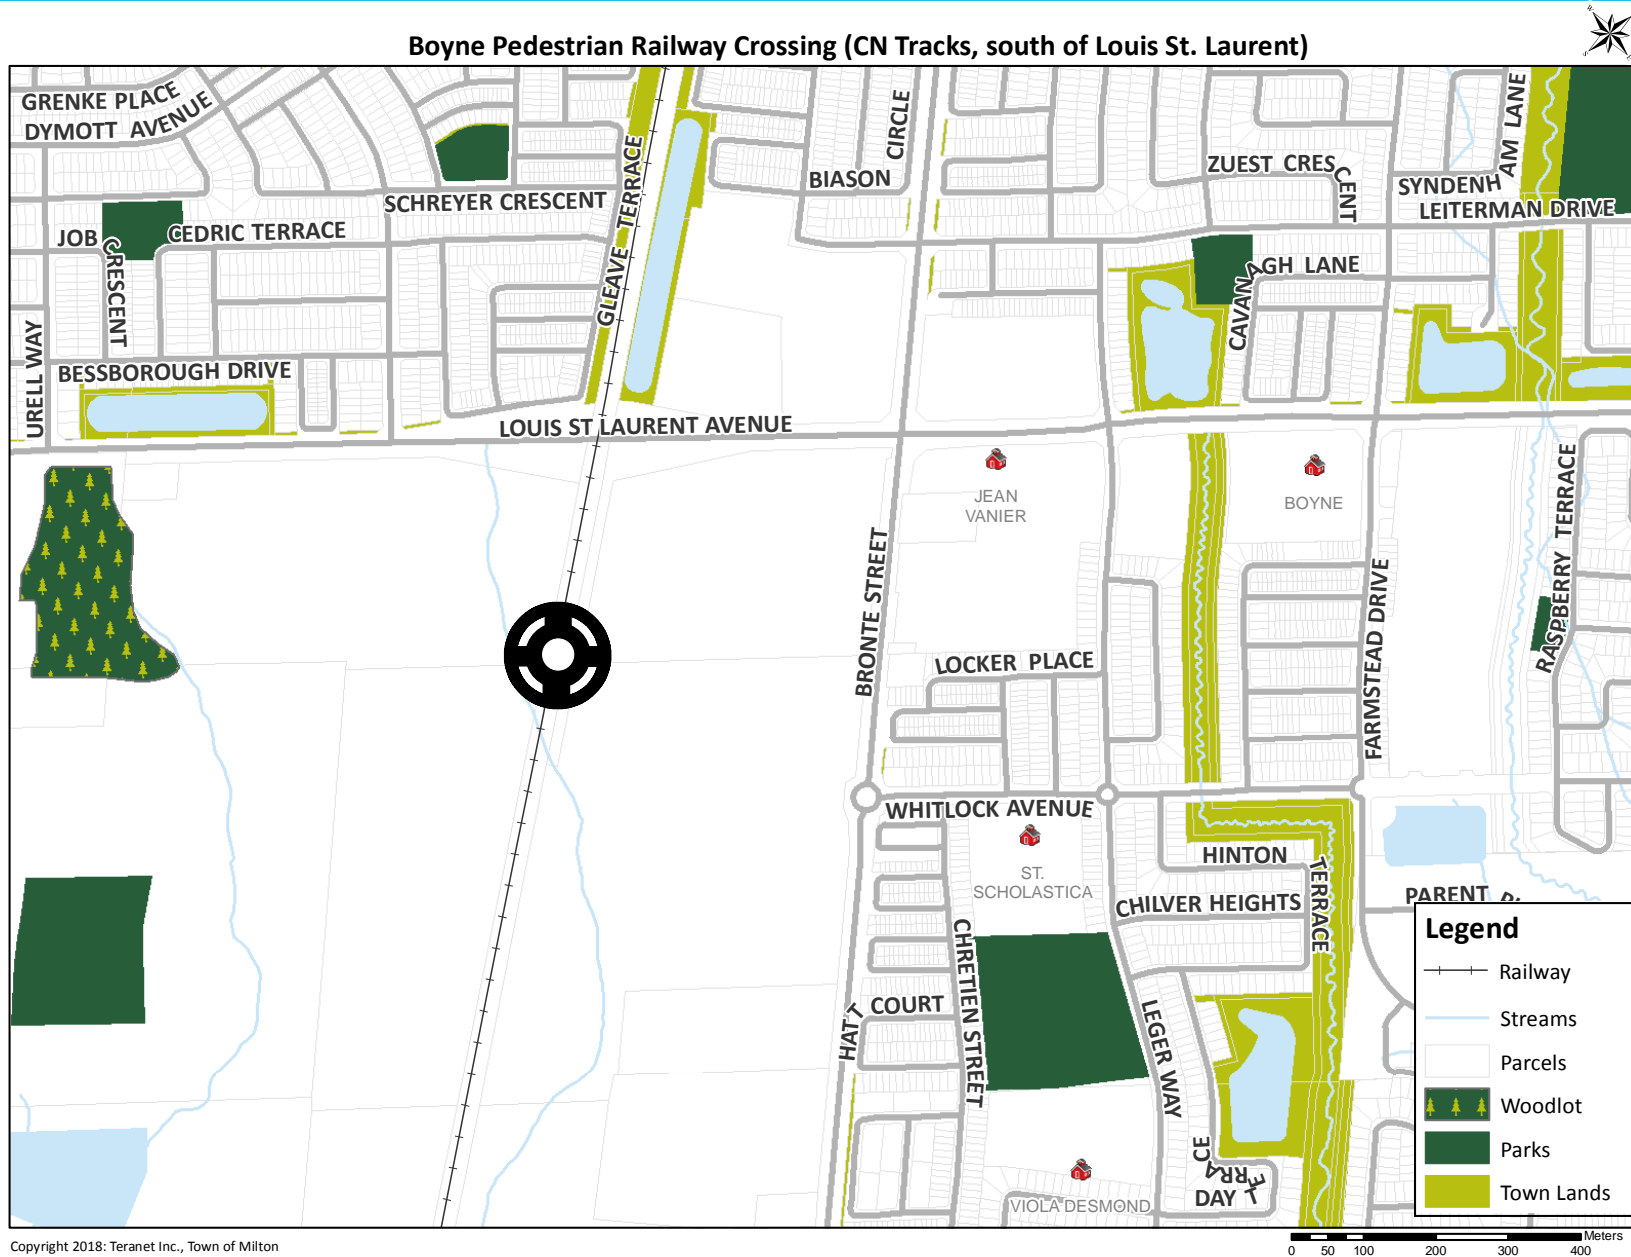 Boyne Pedestrian Railway Crossing (CN Tracks, south of Louis St. Laurent)
GRENKE PLACE
DYMOTT AVENUE
SCHREYER CRESCENT
JOB CRESCENT
CEDRIC TERRACE
GLEAVE TERRACE
BIASON CIRCLE
ZUEST CRESCENT
SYNDENHAM LANE
LEITERMAN DRIVE
CAVANAGH LANE
URELL WAY
BESSBOROUGH DRIVE
LOUIS ST LAURENT AVENUE
JEAN
VANIER
BOYNE
BRONTE STREET
FARMSTEAD DRIVE
RASPBERRY TERRACE
LOCKER PLACE
WHITLOCK AVENUE
ST.
SCHOLASTICA
HINTON TERRACE
CHILVER HEIGHTS
PARENT
CHRETIEN STREET
HATT COURT
LEGER WAY
VIOLA DESMOND
DAY TERRACE
Legend
Railway
Streams
Parcels
Woodlot
Parks
Town Lands
Copyright 2018: Teranet Inc., Town of Milton
Meters
0 50 100 200 300 400